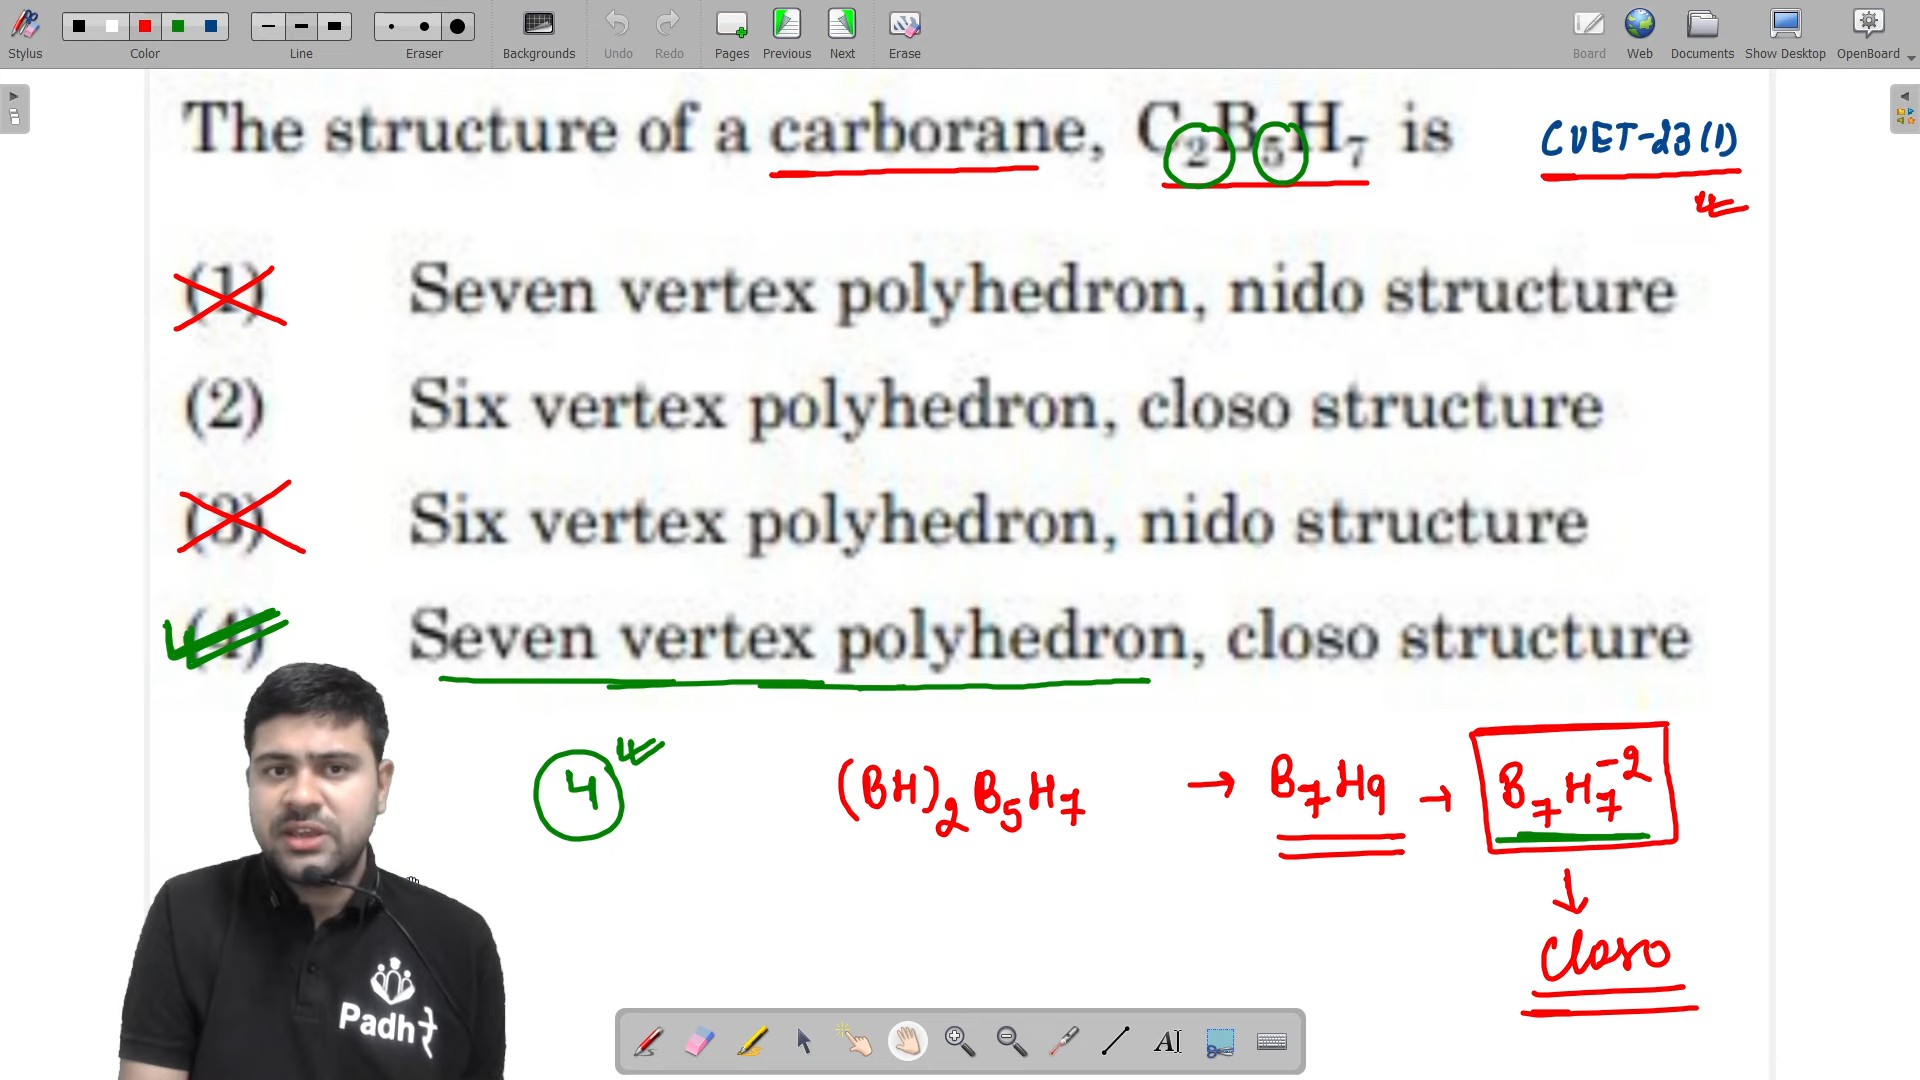 Stylus Color Line Eraser Backgrounds Undo Redo Pages Previous Next Erase Board Web Documents Show Desktop OpenBoard
The structure of a carborane, C2B5H7 is CUET-23(1)
(1) Seven vertex polyhedron, nido structure
(2) Six vertex polyhedron, closo structure
(3) Six vertex polyhedron, nido structure
(4) Seven vertex polyhedron, closo structure
4 (BH)2 B5H7 → B7H9 → B7H7^-2
↓
Closo
Padhरे
AI